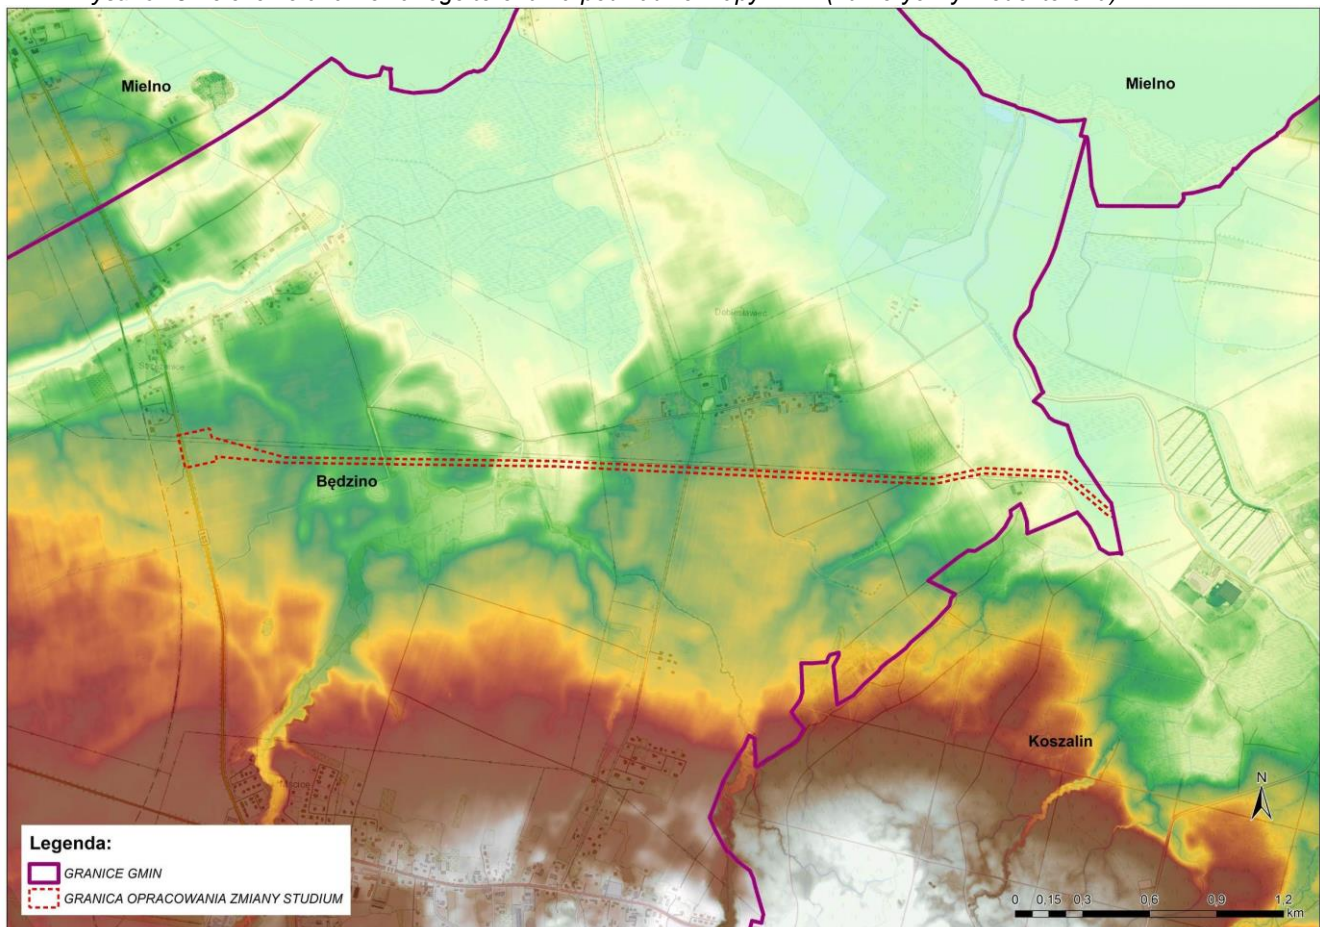 Mielno
Mielno
Będzino
Koszalin
N
Legenda:
GRANICE GMIN
GRANICA OPRACOWANIA ZMIANY STUDIUM
0 0,15 0,3 0,6 0,9 1,2
km